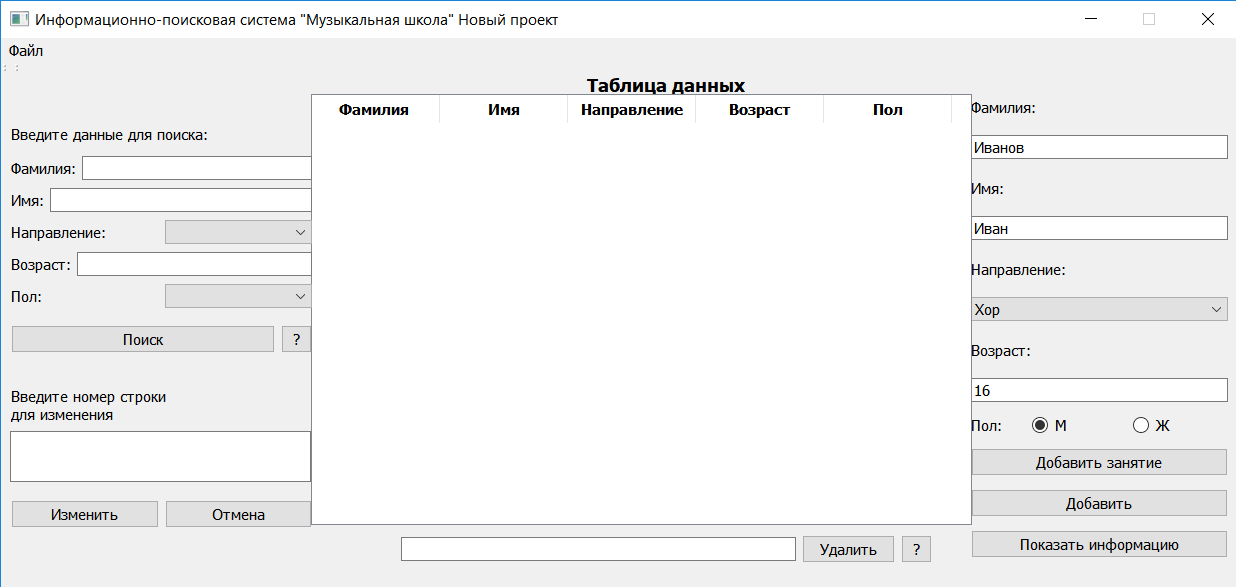 Информационно-поисковая система "Музыкальная школа" Новый проект
Файл
Введите данные для поиска:
Фамилия:
Имя:
Направление:
Возраст:
Пол:
Поиск
?
Введите номер строки
для изменения
Изменить
Отмена
Таблица данных
Фамилия Имя Направление Возраст Пол
Удалить
?
Фамилия:
Иванов
Имя:
Иван
Направление:
Хор
Возраст:
16
Пол: М Ж
Добавить занятие
Добавить
Показать информацию